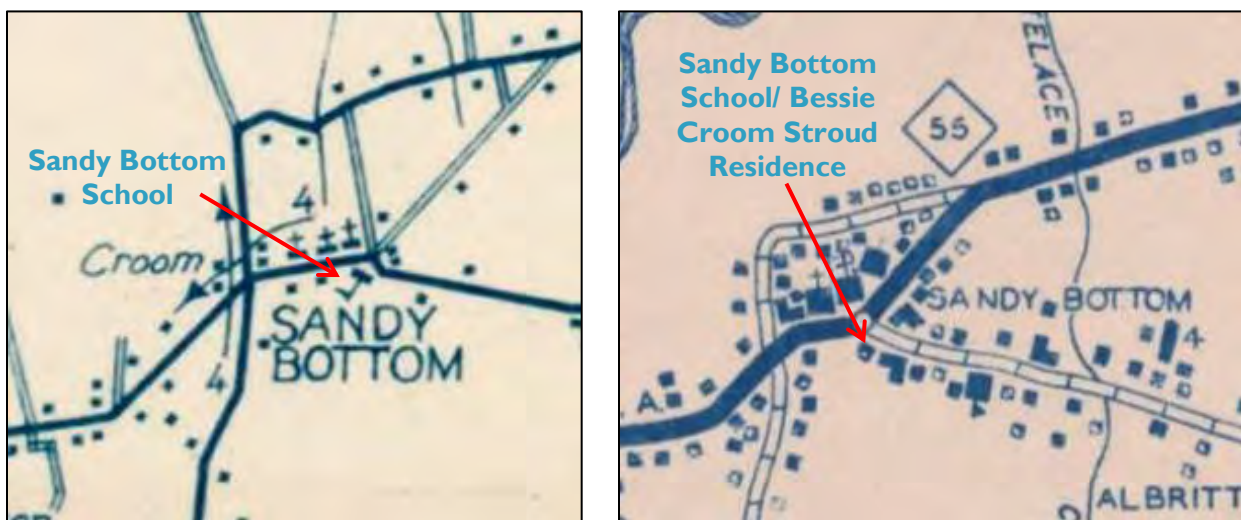 Sandy Bottom
School
4
Croom
SANDY
BOTTOM
4
Sandy Bottom
School/ Bessie
Croom Stroud
Residence
ELACE
55
SANDY BOTTOM
4
A.
ALBRITT